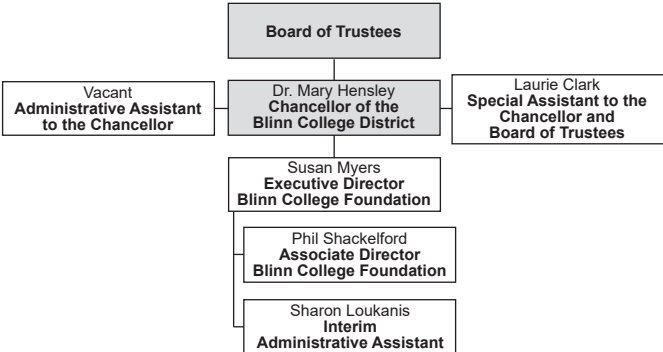 Board of Trustees
Vacant
Administrative Assistant
to the Chancellor
Dr. Mary Hensley
Chancellor of the
Blinn College District
Laurie Clark
Special Assistant to the
Chancellor and
Board of Trustees
Susan Myers
Executive Director
Blinn College Foundation
Phil Shackelford
Associate Director
Blinn College Foundation
Sharon Loukanis
Interim
Administrative Assistant